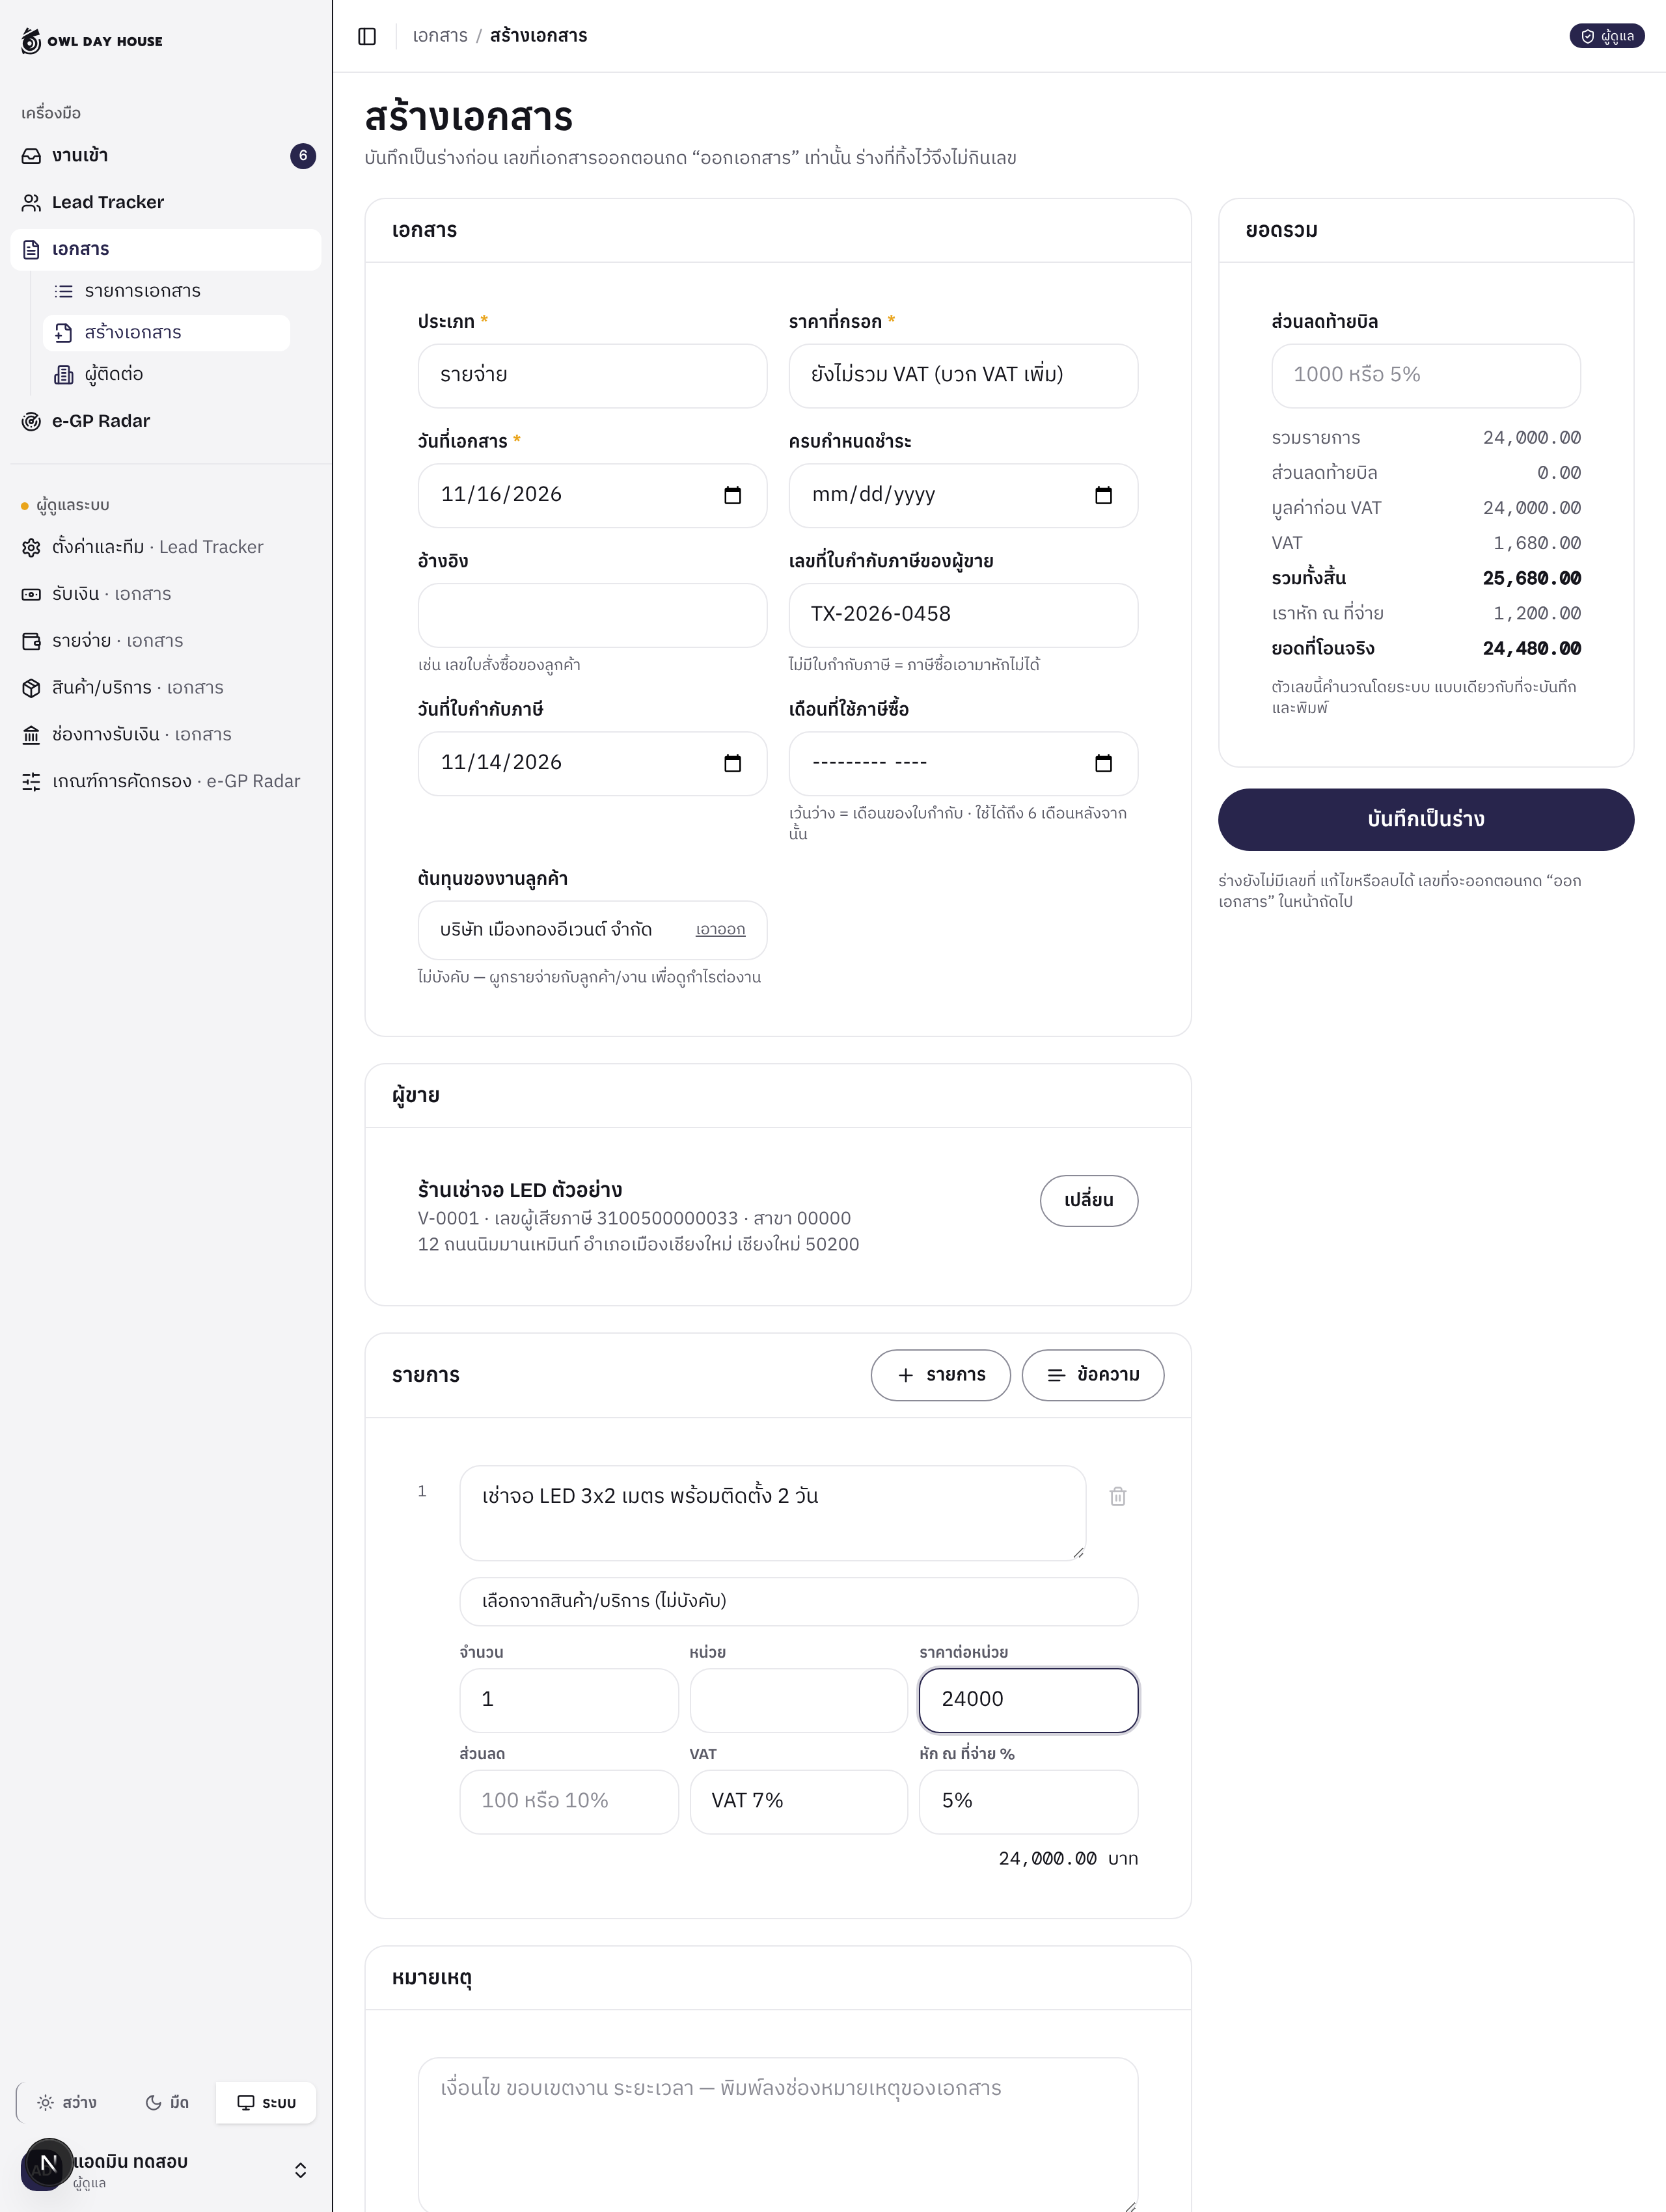 OWL DAY HOUSE
เครื่องมือ
งานเข้า 6
Lead Tracker
เอกสาร
รายการเอกสาร
สร้างเอกสาร
ผู้ติดต่อ
e-GP Radar
ผู้ดูแลระบบ
ตั้งค่าและทีม · Lead Tracker
รับเงิน · เอกสาร
รายจ่าย · เอกสาร
สินค้า/บริการ · เอกสาร
ช่องทางรับเงิน · เอกสาร
เกณฑ์การคัดกรอง · e-GP Radar
สว่าง มืด ระบบ
N
แอดมิน ทดสอบ
ผู้ดูแล
เอกสาร / สร้างเอกสาร
ผู้ดูแล
สร้างเอกสาร
บันทึกเป็นร่างก่อน เลขที่เอกสารออกตอนกด “ออกเอกสาร” เท่านั้น ร่างที่ทิ้งไว้จึงไม่กินเลข
เอกสาร
ประเภท * ราคาที่กรอก *
รายจ่าย ยังไม่รวม VAT (บวก VAT เพิ่ม)
วันที่เอกสาร * ครบกำหนดชำระ
11/16/2026 mm/dd/yyyy
อ้างอิง เลขที่ใบกำกับภาษีของผู้ขาย
TX-2026-0458
เช่น เลขใบสั่งซื้อของลูกค้า ไม่มีใบกำกับภาษี = ภาษีซื้อเอามาหักไม่ได้
วันที่ใบกำกับภาษี เดือนที่ใช้ภาษีซื้อ
11/14/2026 --------- ----
เว้นว่าง = เดือนของใบกำกับ · ใช้ได้ถึง 6 เดือนหลังจาก
นั้น
ต้นทุนของงานลูกค้า
บริษัท เมืองทองอีเวนต์ จำกัด เอาออก
ไม่บังคับ — ผูกรายจ่ายกับลูกค้า/งาน เพื่อดูกำไรต่องาน
ผู้ขาย
ร้านเช่าจอ LED ตัวอย่าง
V-0001 · เลขผู้เสียภาษี 3100500000033 · สาขา 00000
12 ถนนนิมมานเหมินท์ อำเภอเมืองเชียงใหม่ เชียงใหม่ 50200
เปลี่ยน
รายการ
รายการ ข้อความ
1 เช่าจอ LED 3x2 เมตร พร้อมติดตั้ง 2 วัน
เลือกจากสินค้า/บริการ (ไม่บังคับ)
จำนวน หน่วย ราคาต่อหน่วย
1 24000
ส่วนลด VAT หัก ณ ที่จ่าย %
100 หรือ 10% VAT 7% 5%
24,000.00 บาท
หมายเหตุ
เงื่อนไข ขอบเขตงาน ระยะเวลา — พิมพ์ลงช่องหมายเหตุของเอกสาร
ยอดรวม
ส่วนลดท้ายบิล
1000 หรือ 5%
รวมรายการ 24,000.00
ส่วนลดท้ายบิล 0.00
มูลค่าก่อน VAT 24,000.00
VAT 1,680.00
รวมทั้งสิ้น 25,680.00
เราหัก ณ ที่จ่าย 1,200.00
ยอดที่โอนจริง 24,480.00
ตัวเลขนี้คำนวณโดยระบบ แบบเดียวกับที่จะบันทึก
และพิมพ์
บันทึกเป็นร่าง
ร่างยังไม่มีเลขที่ แก้ไขหรือลบได้ เลขที่จะออกตอนกด “ออก
เอกสาร” ในหน้าถัดไป